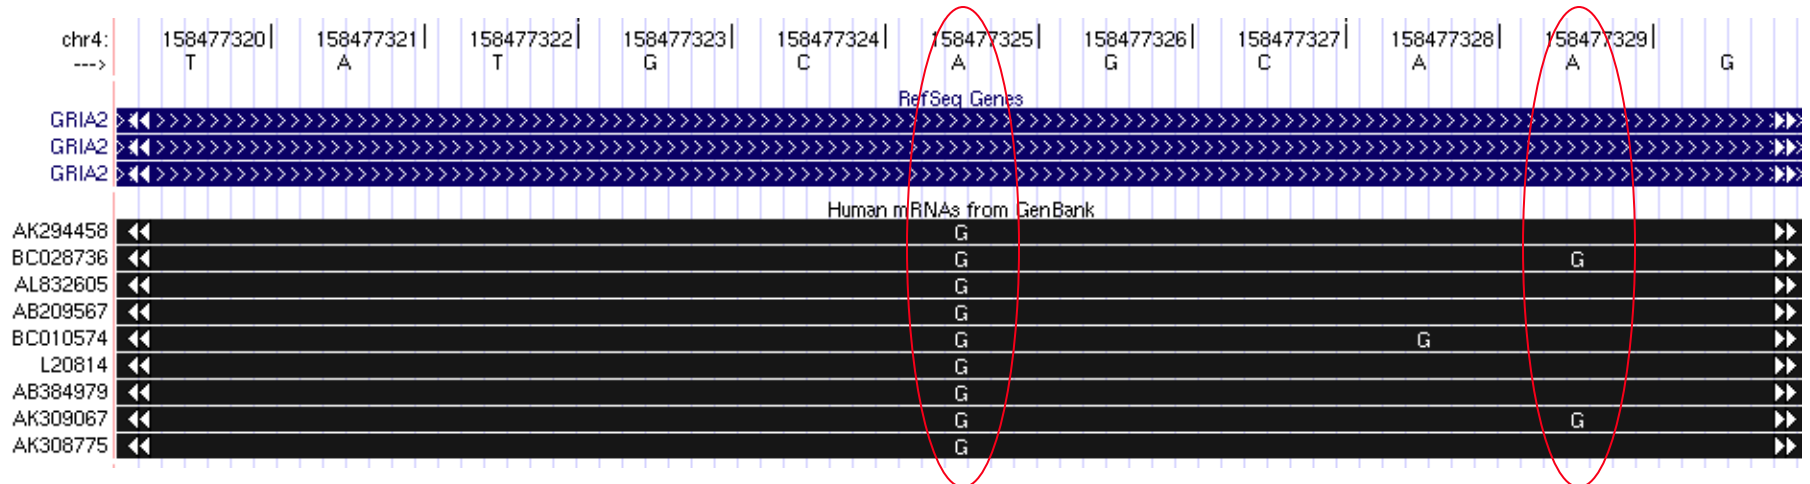 chr4: 158477320| 158477321| 158477322| 158477323| 158477324| 158477325| 158477326| 158477327| 158477328| 158477329|
---> T A T G C A G C A A G
RefSeq Genes
GRIA2
GRIA2
GRIA2
Human mRNAs from GenBank
AK294458 G
BC028736 G G
AL832605 G
AB209567 G
BC010574 G G
L20814 G
AB384979 G
AK309067 G G
AK308775 G